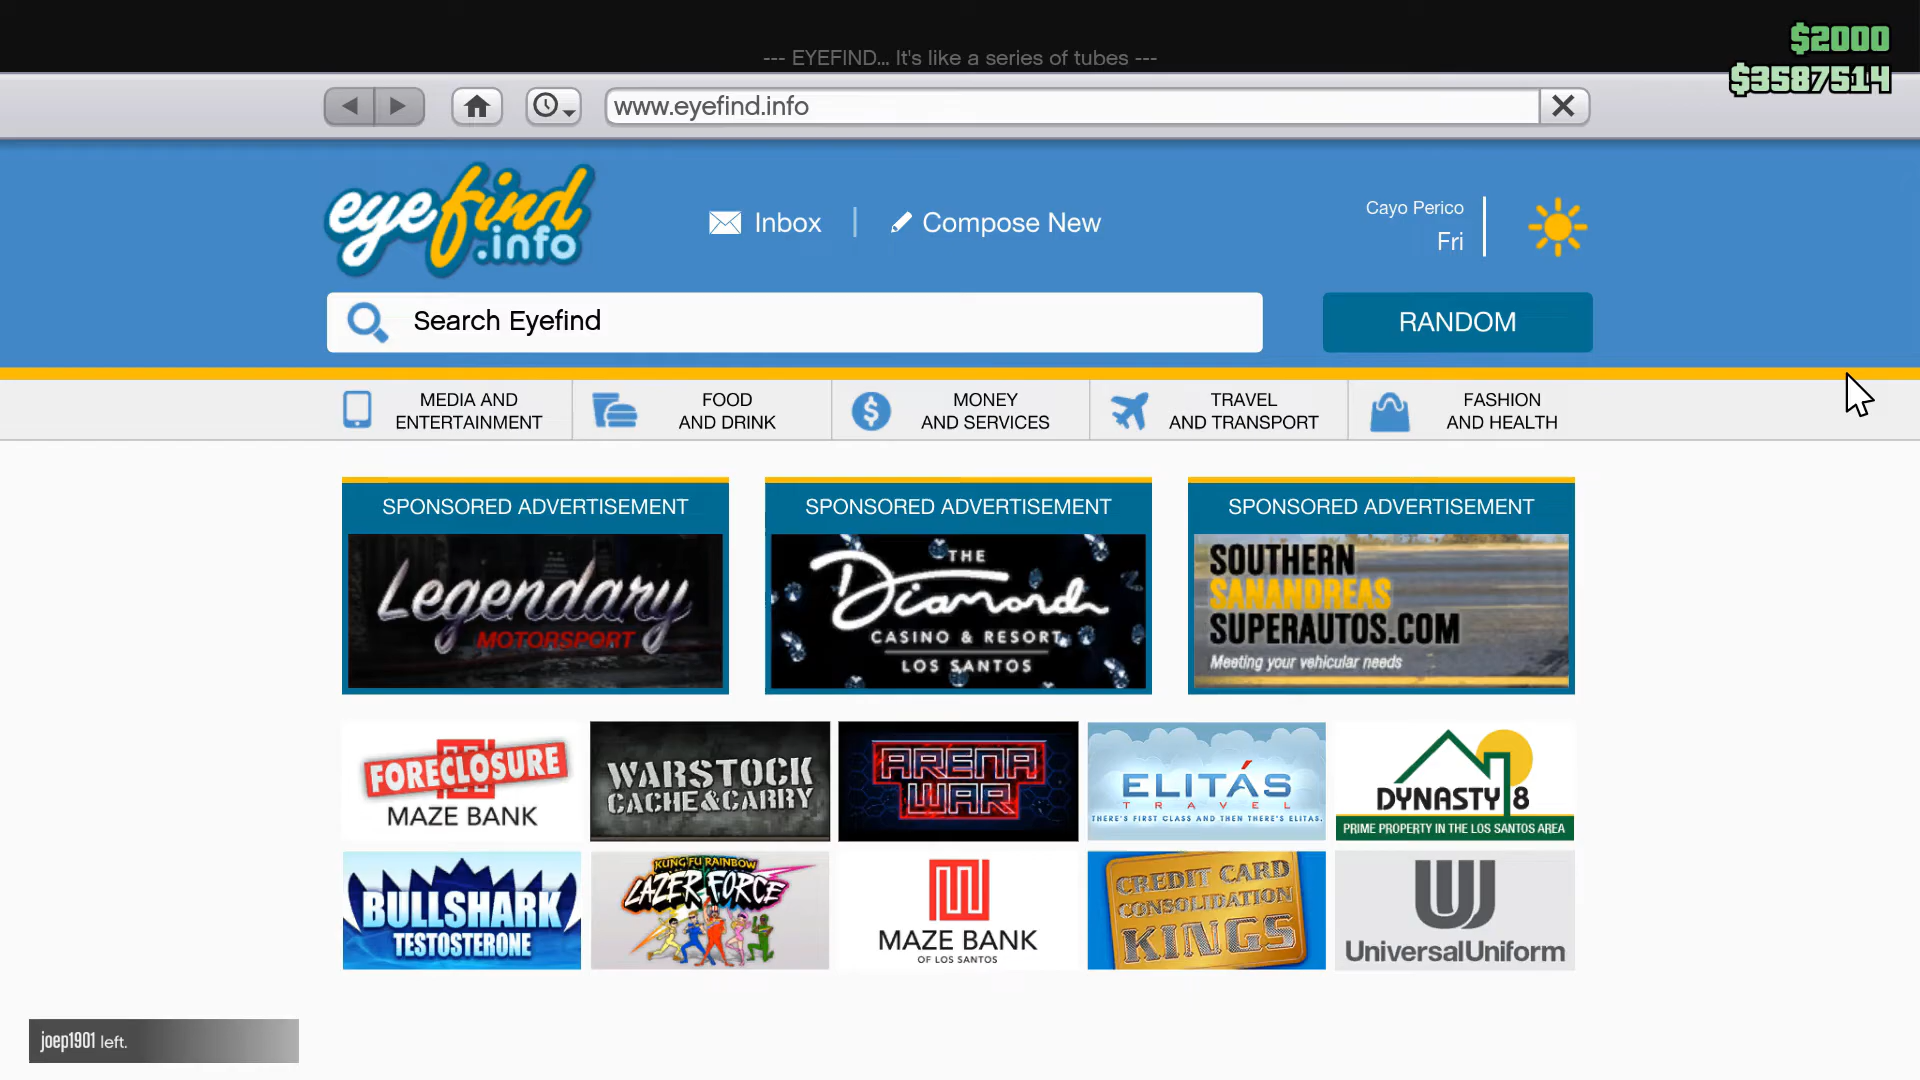 $2000
--- EYEFIND... It's like a series of tubes ---
$3587514
www.eyefind.info
eyefind
.info
Inbox
Compose New
Cayo Perico
Fri
Search Eyefind
RANDOM
MEDIA AND
ENTERTAINMENT
FOOD
AND DRINK
MONEY
AND SERVICES
TRAVEL
AND TRANSPORT
FASHION
AND HEALTH
SPONSORED ADVERTISEMENT
Legendary
MOTORSPORT
SPONSORED ADVERTISEMENT
THE
Diamond
CASINO & RESORT
LOS SANTOS
SPONSORED ADVERTISEMENT
SOUTHERN
SANANDREAS
SUPERAUTOS.COM
Meeting your vehicular needs
FORECLOSURE
MAZE BANK
WARSTOCK
CACHE&CARRY
ARENA
WAR
ELITÁS
TRAVEL
THERE'S FIRST CLASS AND THEN THERE'S ELITAS.
DYNASTY 8
PRIME PROPERTY IN THE LOS SANTOS AREA
BULLSHARK
TESTOSTERONE
KUNG FU RAINBOW
LAZER FORCE
MAZE BANK
OF LOS SANTOS
CREDIT CARD
CONSOLIDATION
KINGS
UniversalUniform
joep1901 left.